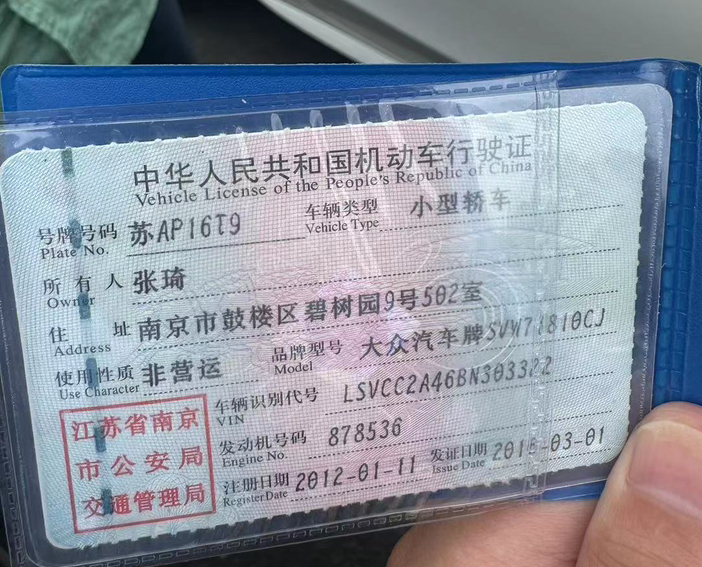 中华人民共和国机动车行驶证
Vehicle License of the People's Republic of China
号牌号码 苏AP16T9 车辆类型 小型轿车
Plate No. Vehicle Type
所有人 张琦
Owner
住址 南京市鼓楼区碧树园9号502室
Address
使用性质 非营运 品牌型号 大众汽车牌SVW71810CJ
Use Character Model
江苏省南京
市公安局
交通管理局
车辆识别代号 LSVCC2A46BN303322
VIN
发动机号码 878536
Engine No.
注册日期 2012-01-11 发证日期 -03-01
Register Date Issue Date